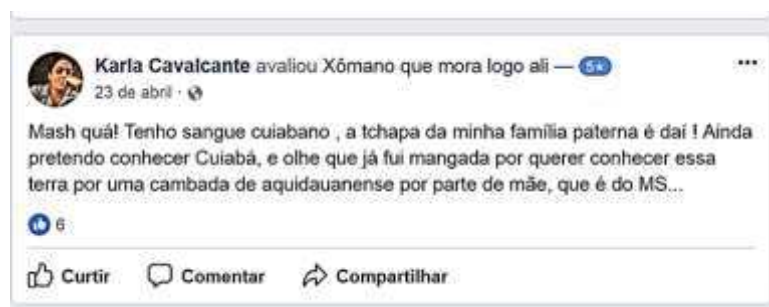 Karla Cavalcante avaliou Xômano que mora logo ali — 5★
23 de abril ·
Mash quá! Tenho sangue cuiabano , a tchapa da minha família paterna é daí ! Ainda
pretendo conhecer Cuiabá, e olhe que já fui mangada por querer conhecer essa
terra por uma cambada de aquidauanense por parte de mãe, que é do MS...
6
Curtir Comentar Compartilhar